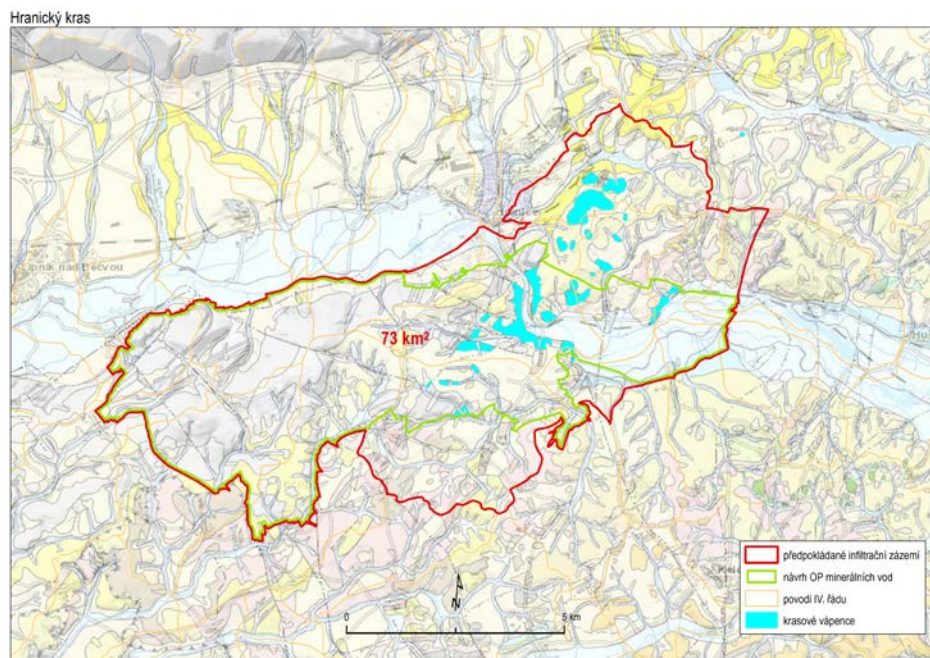 Hranický kras
Lipník nad Bečvou
73 km²
předpokládané infiltrační zázemí
návrh OP minerálních vod
povodí IV. řádu
krasové vápence
N
0
5 km